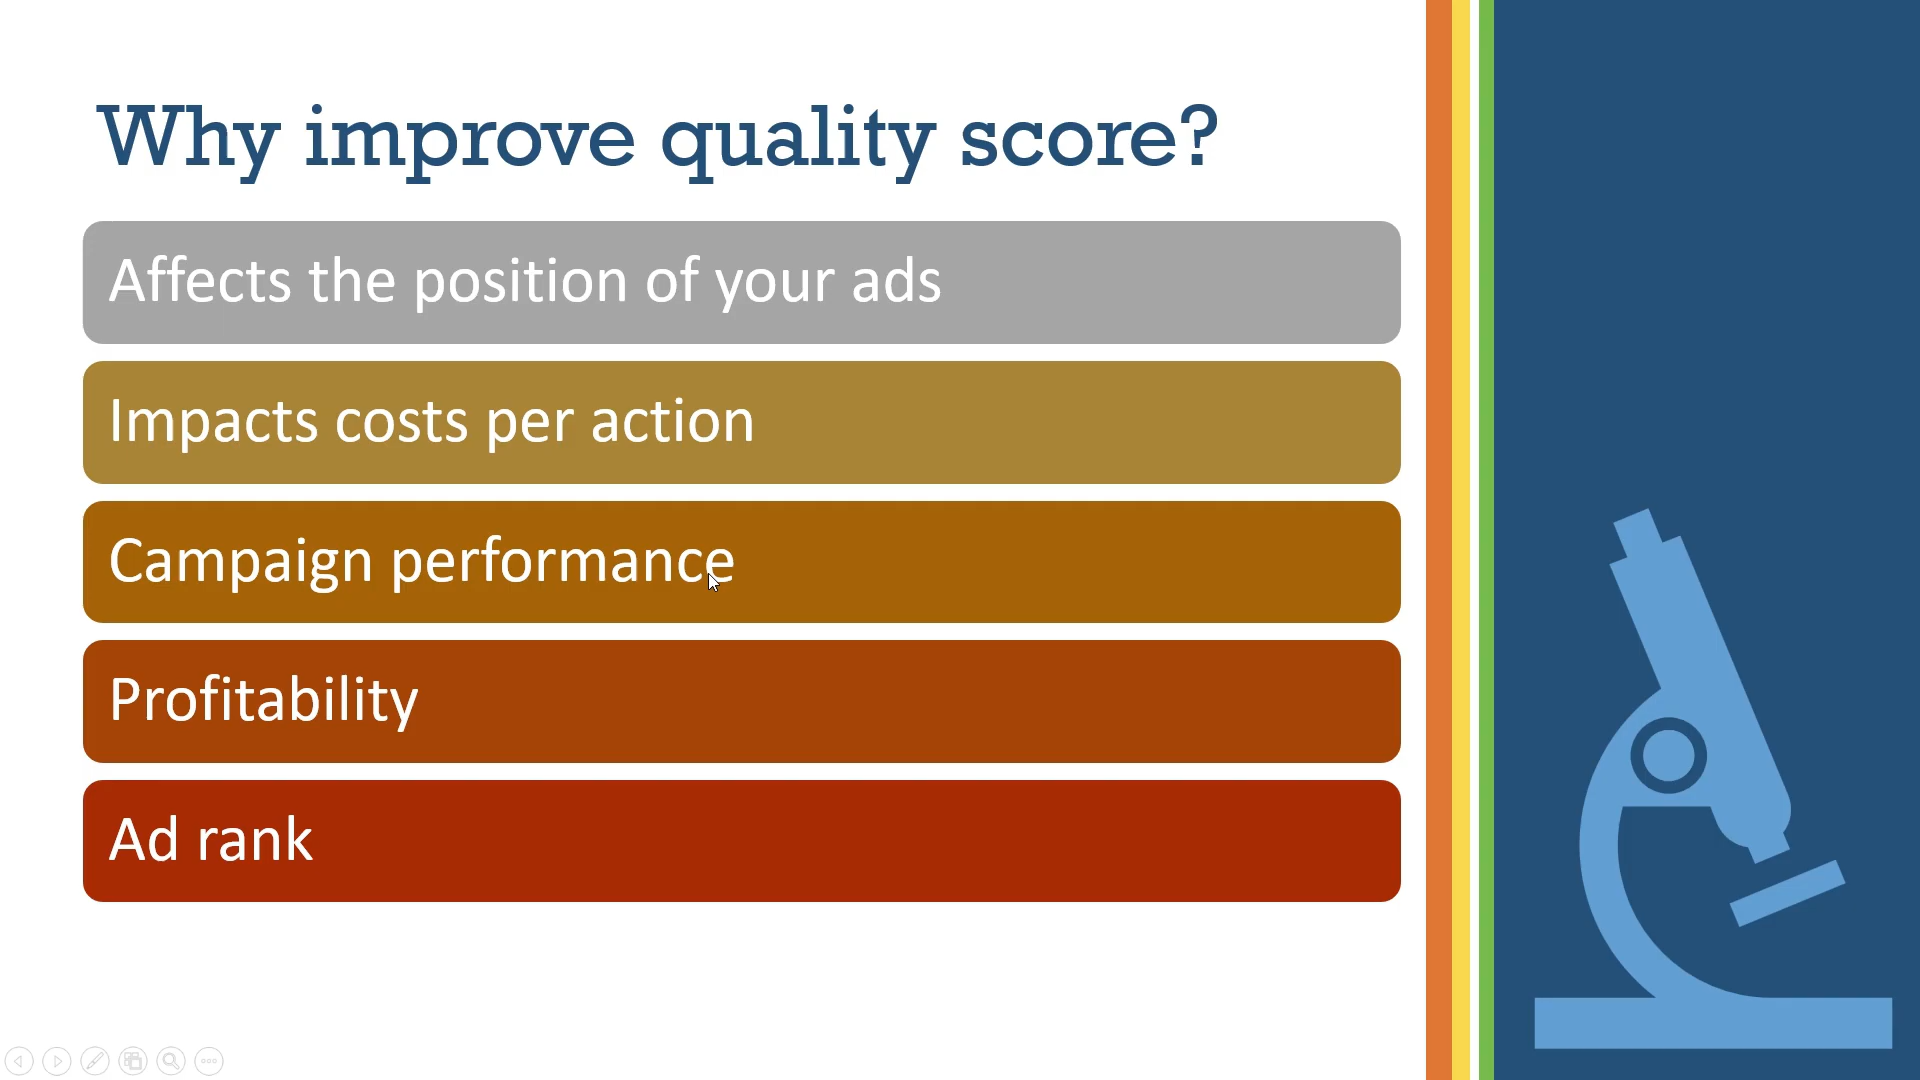 Why improve quality score?
Affects the position of your ads
Impacts costs per action
Campaign performance
Profitability
Ad rank